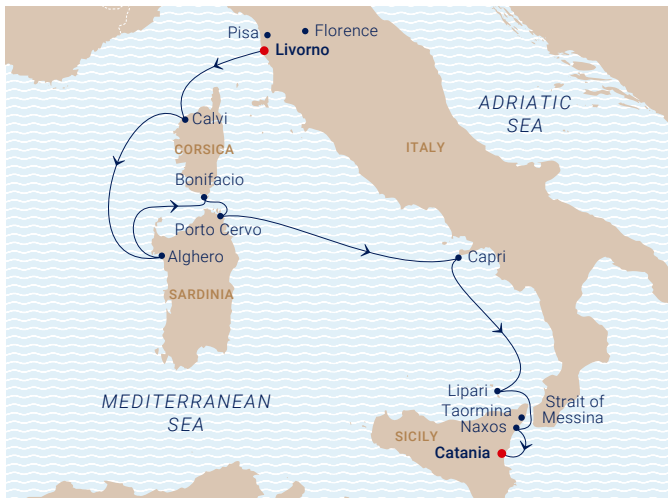 Pisa
Florence
Livorno
ADRIATIC
SEA
Calvi
CORSICA
ITALY
Bonifacio
Porto Cervo
Alghero
Capri
SARDINIA
MEDITERRANEAN
SEA
Lipari
Strait of
Messina
Taormina
Naxos
SICILY
Catania